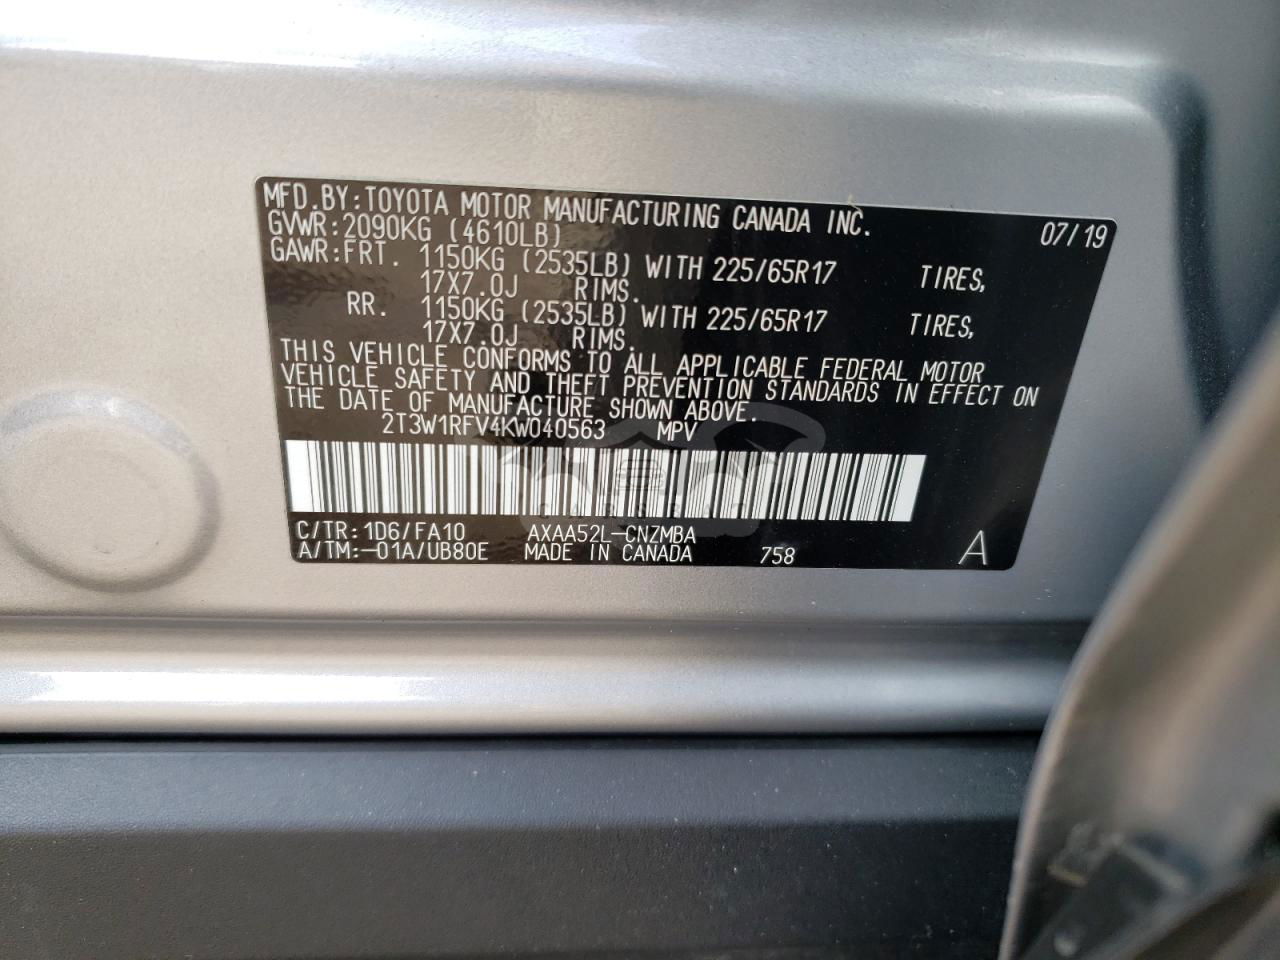 MFD.BY:TOYOTA MOTOR MANUFACTURING CANADA INC. 07/19
GVWR:2090KG (4610LB)
GAWR:FRT. 1150KG (2535LB) WITH 225/65R17 TIRES,
17X7.0J RIMS.
RR. 1150KG (2535LB) WITH 225/65R17 TIRES,
17X7.0J RIMS.
THIS VEHICLE CONFORMS TO ALL APPLICABLE FEDERAL MOTOR
VEHICLE SAFETY AND THEFT PREVENTION STANDARDS IN EFFECT ON
THE DATE OF MANUFACTURE SHOWN ABOVE.
2T3W1RFV4KW040563 MPV
C/TR:1D6/FA10 AXAA52L-CNZMBA
A/TM:-01A/UB80E MADE IN CANADA 758 A